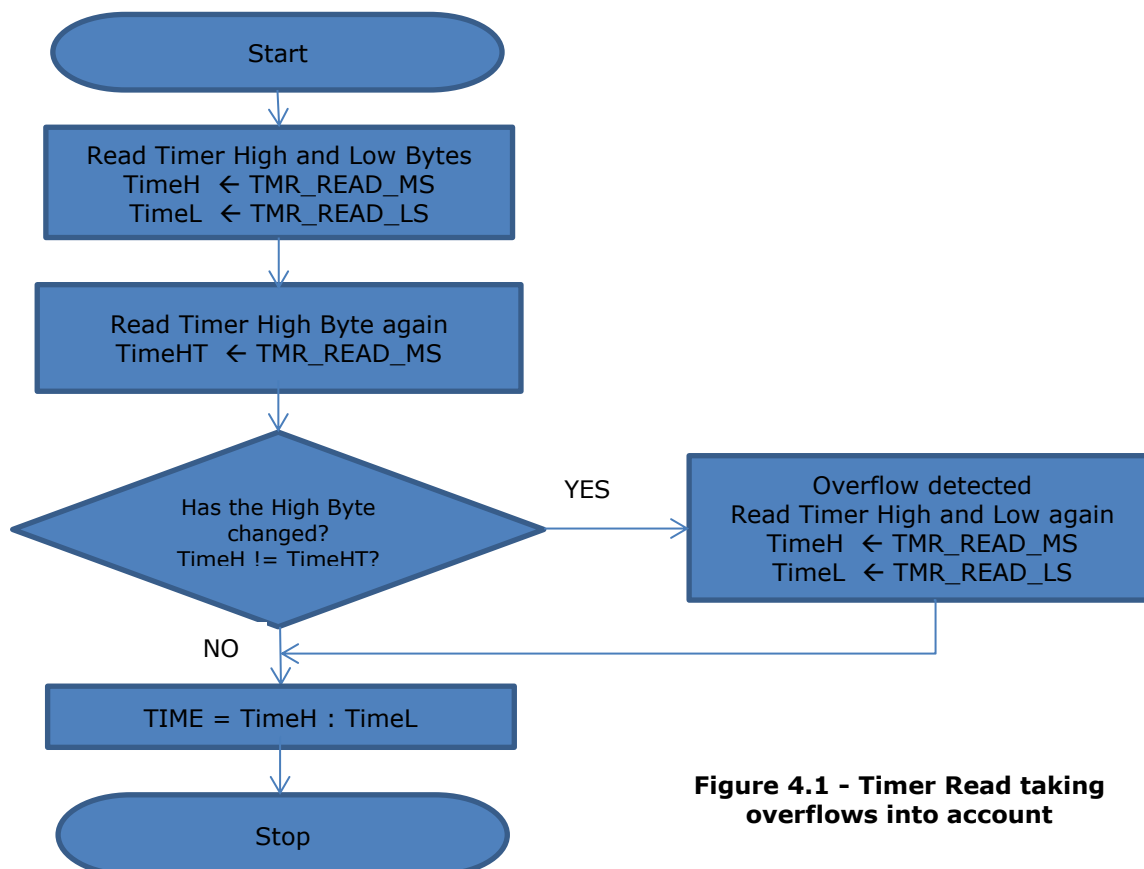 Start
Read Timer High and Low Bytes
TimeH ← TMR_READ_MS
TimeL ← TMR_READ_LS
Read Timer High Byte again
TimeHT ← TMR_READ_MS
Has the High Byte
changed?
TimeH != TimeHT?
YES
Overflow detected
Read Timer High and Low again
TimeH ← TMR_READ_MS
TimeL ← TMR_READ_LS
NO
TIME = TimeH : TimeL
Stop
Figure 4.1 - Timer Read taking
overflows into account